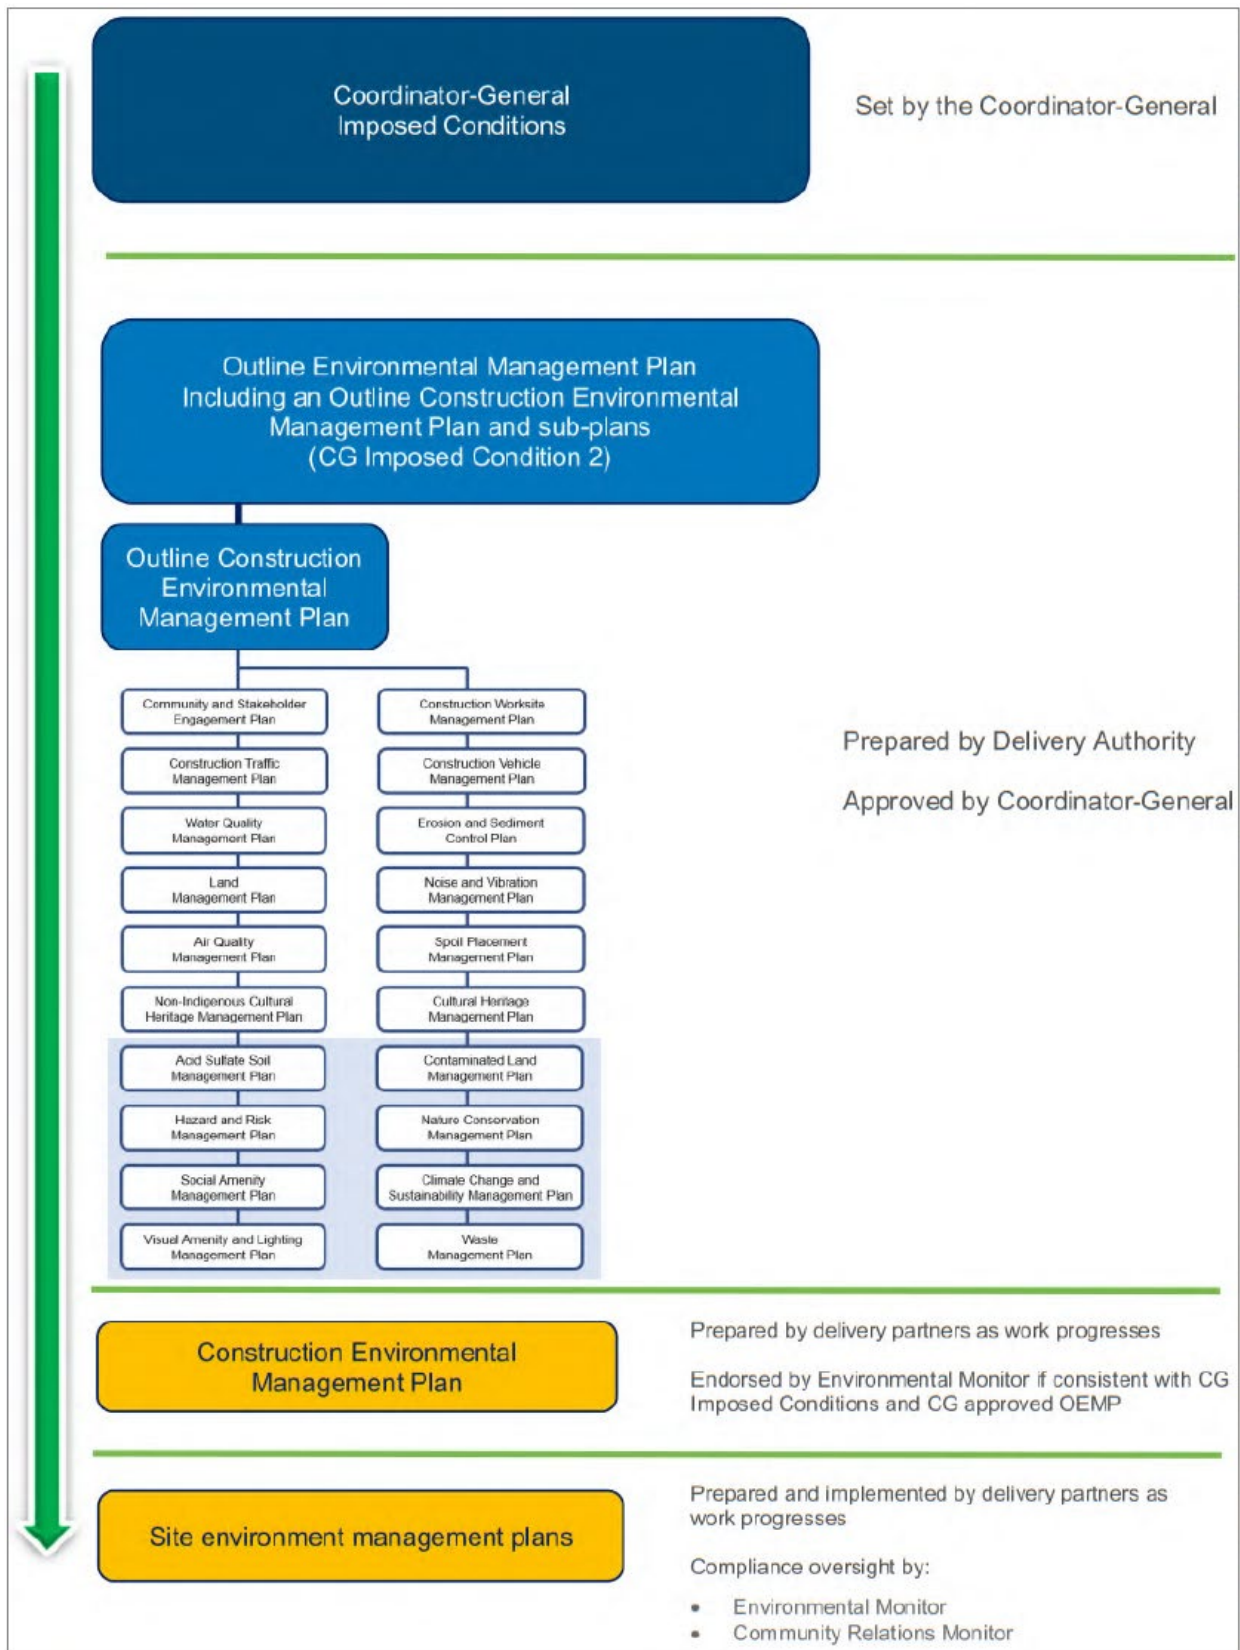 Coordinator-General
Imposed Conditions
Set by the Coordinator-General
Outline Environmental Management Plan
Including an Outline Construction Environmental
Management Plan and sub-plans
(CG Imposed Condition 2)
Outline Construction
Environmental
Management Plan
Community and Stakeholder
Engagement Plan
Construction Worksite
Management Plan
Construction Traffic
Management Plan
Construction Vehicle
Management Plan
Water Quality
Management Plan
Erosion and Sediment
Control Plan
Land
Management Plan
Noise and Vibration
Management Plan
Air Quality
Management Plan
Spoil Placement
Management Plan
Non-Indigenous Cultural
Heritage Management Plan
Cultural Heritage
Management Plan
Acid Sulfate Soil
Management Plan
Contaminated Land
Management Plan
Hazard and Risk
Management Plan
Nature Conservation
Management Plan
Social Amenity
Management Plan
Climate Change and
Sustainability Management Plan
Visual Amenity and Lighting
Management Plan
Waste
Management Plan
Prepared by Delivery Authority
Approved by Coordinator-General
Construction Environmental
Management Plan
Prepared by delivery partners as work progresses
Endorsed by Environmental Monitor if consistent with CG
Imposed Conditions and CG approved OEMP
Site environment management plans
Prepared and implemented by delivery partners as
work progresses
Compliance oversight by:
• Environmental Monitor
• Community Relations Monitor